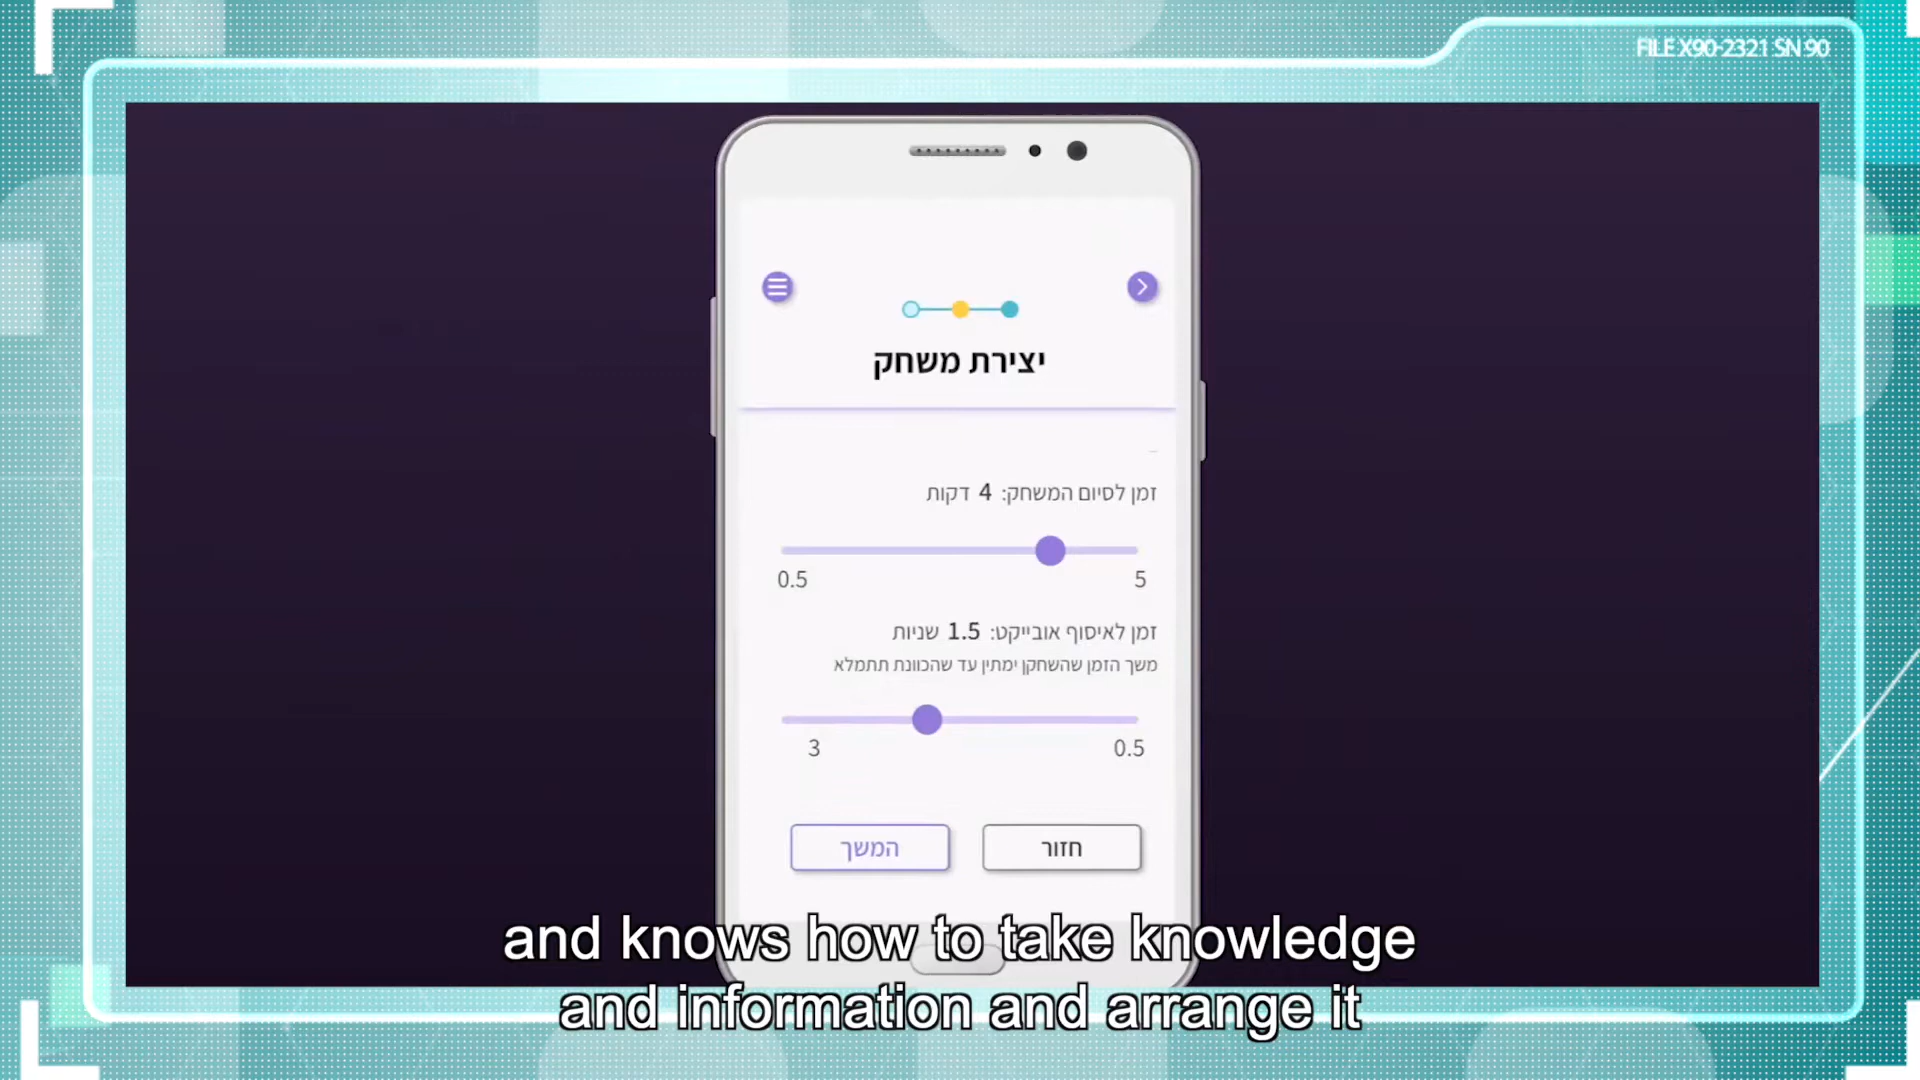 FILE X90-2321 SN 90
יצירת משחק
זמן לסיום המשחק: 4 דקות
0.5 5
זמן לאיסוף אובייקט: 1.5 שניות
משך הזמן שהשחקן ימתין עד שהכוונת תתמלא
3 0.5
חזור המשך
and knows how to take knowledge
and information and arrange it